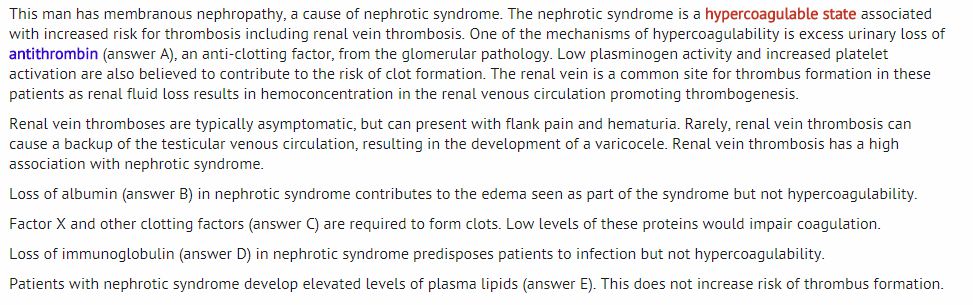 This man has membranous nephropathy, a cause of nephrotic syndrome. The nephrotic syndrome is a hypercoagulable state associated
with increased risk for thrombosis including renal vein thrombosis. One of the mechanisms of hypercoagulability is excess urinary loss of
antithrombin (answer A), an anti-clotting factor, from the glomerular pathology. Low plasminogen activity and increased platelet
activation are also believed to contribute to the risk of clot formation. The renal vein is a common site for thrombus formation in these
patients as renal fluid loss results in hemoconcentration in the renal venous circulation promoting thrombogenesis.
Renal vein thromboses are typically asymptomatic, but can present with flank pain and hematuria. Rarely, renal vein thrombosis can
cause a backup of the testicular venous circulation, resulting in the development of a varicocele. Renal vein thrombosis has a high
association with nephrotic syndrome.
Loss of albumin (answer B) in nephrotic syndrome contributes to the edema seen as part of the syndrome but not hypercoagulability.
Factor X and other clotting factors (answer C) are required to form clots. Low levels of these proteins would impair coagulation.
Loss of immunoglobulin (answer D) in nephrotic syndrome predisposes patients to infection but not hypercoagulability.
Patients with nephrotic syndrome develop elevated levels of plasma lipids (answer E). This does not increase risk of thrombus formation.